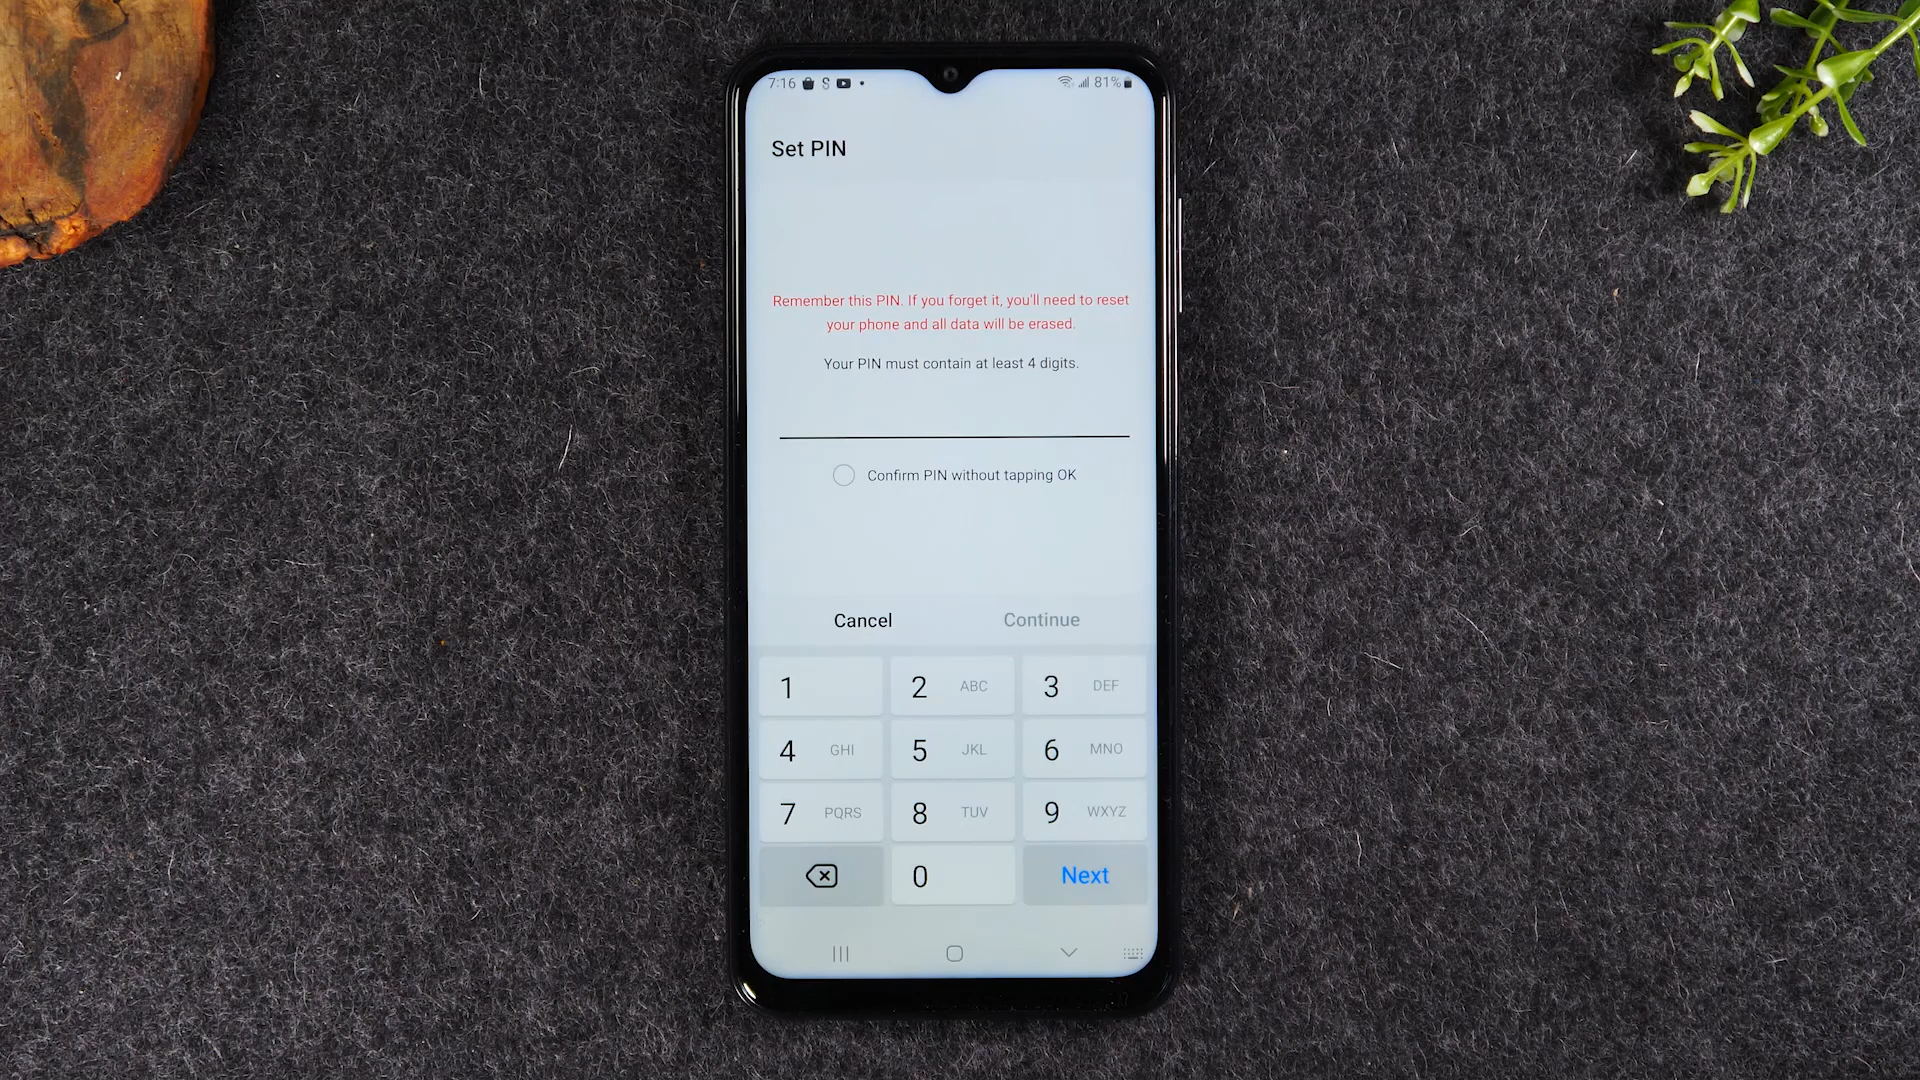 7:16 81%
Set PIN
Remember this PIN. If you forget it, you'll need to reset
your phone and all data will be erased.
Your PIN must contain at least 4 digits.
Confirm PIN without tapping OK
Cancel Continue
1 2 ABC 3 DEF
4 GHI 5 JKL 6 MNO
7 PQRS 8 TUV 9 WXYZ
0 Next